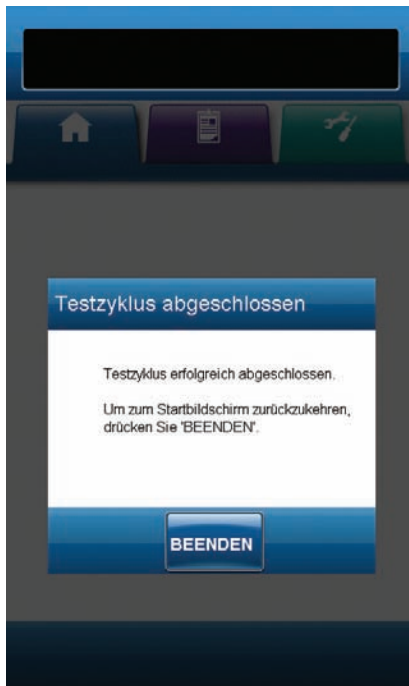 Testzyklus abgeschlossen
Testzyklus erfolgreich abgeschlossen.
Um zum Startbildschirm zurückzukehren,
drücken Sie 'BEENDEN'.
BEENDEN